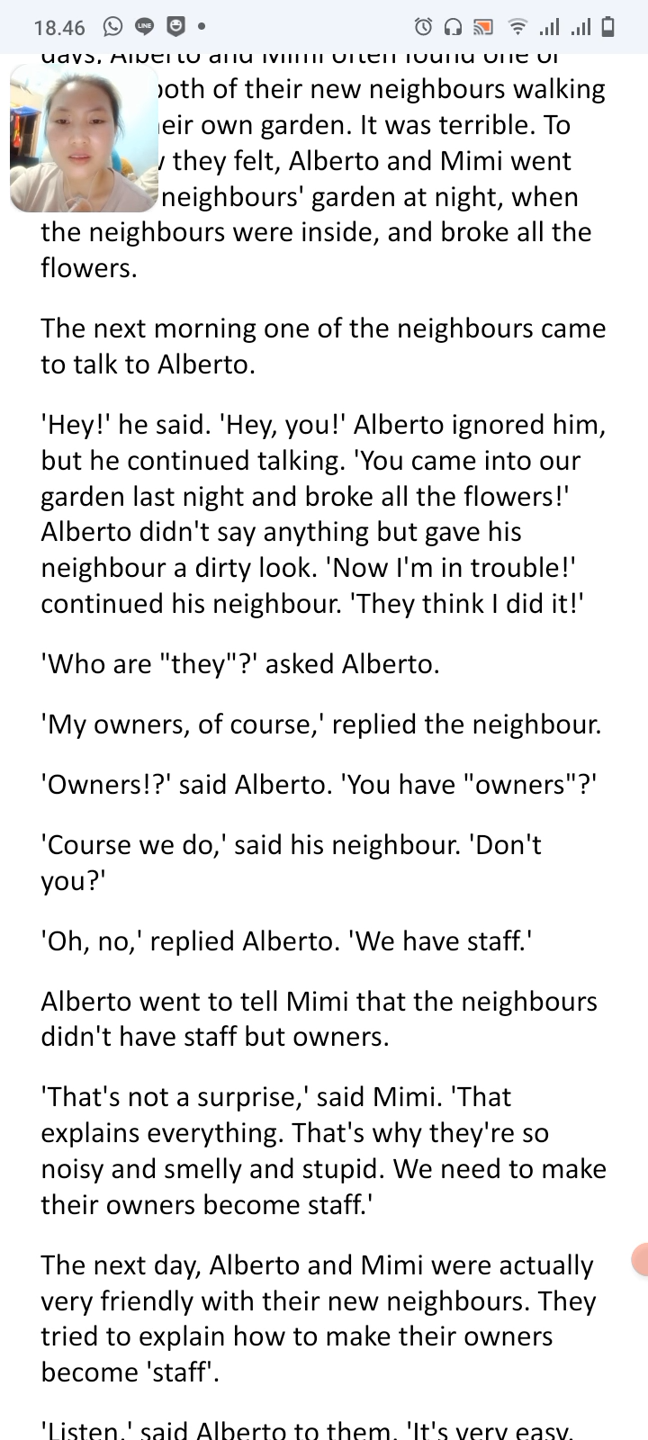 18.46
days. Alberto and Mimi often found one or
both of their new neighbours walking
their own garden. It was terrible. To
they felt, Alberto and Mimi went
neighbours' garden at night, when
the neighbours were inside, and broke all the
flowers.
The next morning one of the neighbours came
to talk to Alberto.
'Hey!' he said. 'Hey, you!' Alberto ignored him,
but he continued talking. 'You came into our
garden last night and broke all the flowers!'
Alberto didn't say anything but gave his
neighbour a dirty look. 'Now I'm in trouble!'
continued his neighbour. 'They think I did it!'
'Who are "they"?' asked Alberto.
'My owners, of course,' replied the neighbour.
'Owners!?' said Alberto. 'You have "owners"?'
'Course we do,' said his neighbour. 'Don't
you?'
'Oh, no,' replied Alberto. 'We have staff.'
Alberto went to tell Mimi that the neighbours
didn't have staff but owners.
'That's not a surprise,' said Mimi. 'That
explains everything. That's why they're so
noisy and smelly and stupid. We need to make
their owners become staff.'
The next day, Alberto and Mimi were actually
very friendly with their new neighbours. They
tried to explain how to make their owners
become 'staff'.
'Listen,' said Alberto to them. 'It's very easy.